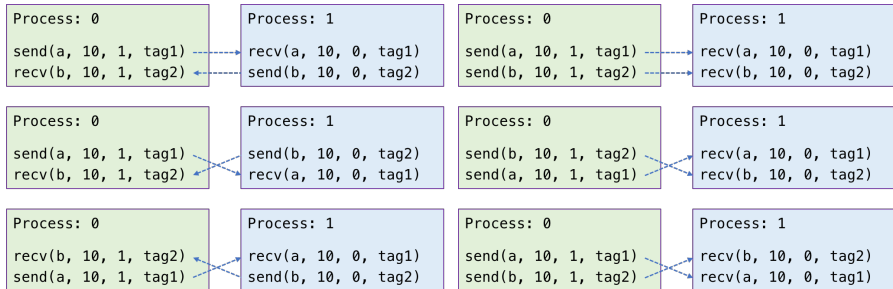 Process: 0
send(a, 10, 1, tag1)
recv(b, 10, 1, tag2)
Process: 1
recv(a, 10, 0, tag1)
send(b, 10, 0, tag2)
Process: 0
send(a, 10, 1, tag1)
send(b, 10, 1, tag2)
Process: 1
recv(a, 10, 0, tag1)
recv(b, 10, 0, tag2)
Process: 0
send(a, 10, 1, tag1)
recv(b, 10, 1, tag2)
Process: 1
send(b, 10, 0, tag2)
recv(a, 10, 0, tag1)
Process: 0
send(b, 10, 1, tag2)
send(a, 10, 1, tag1)
Process: 1
recv(a, 10, 0, tag1)
recv(b, 10, 0, tag2)
Process: 0
recv(b, 10, 1, tag2)
send(a, 10, 1, tag1)
Process: 1
recv(a, 10, 0, tag1)
send(b, 10, 0, tag2)
Process: 0
send(a, 10, 1, tag1)
send(b, 10, 1, tag2)
Process: 1
recv(b, 10, 0, tag2)
recv(a, 10, 0, tag1)